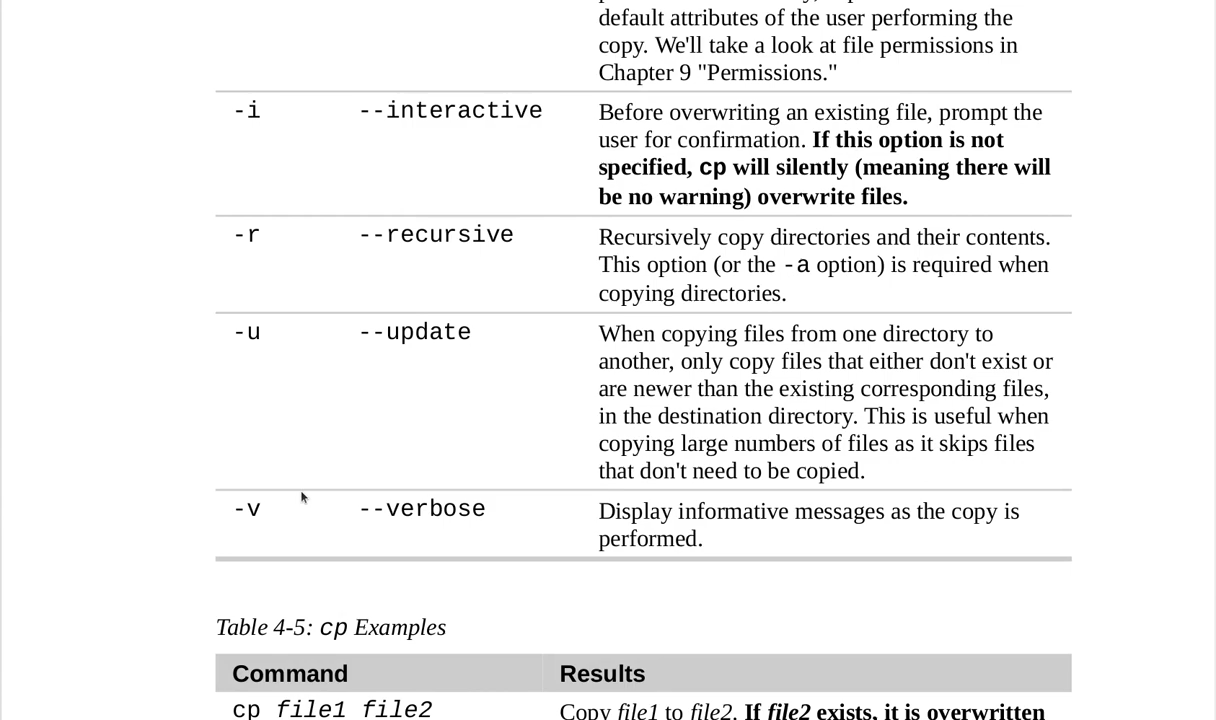 default attributes of the user performing the
copy. We'll take a look at file permissions in
Chapter 9 "Permissions."
-i --interactive Before overwriting an existing file, prompt the
user for confirmation. If this option is not
specified, cp will silently (meaning there will
be no warning) overwrite files.
-r --recursive Recursively copy directories and their contents.
This option (or the -a option) is required when
copying directories.
-u --update When copying files from one directory to
another, only copy files that either don't exist or
are newer than the existing corresponding files,
in the destination directory. This is useful when
copying large numbers of files as it skips files
that don't need to be copied.
-v --verbose Display informative messages as the copy is
performed.
Table 4-5: cp Examples
Command Results
cp file1 file2 Copy file1 to file2. If file2 exists, it is overwritten